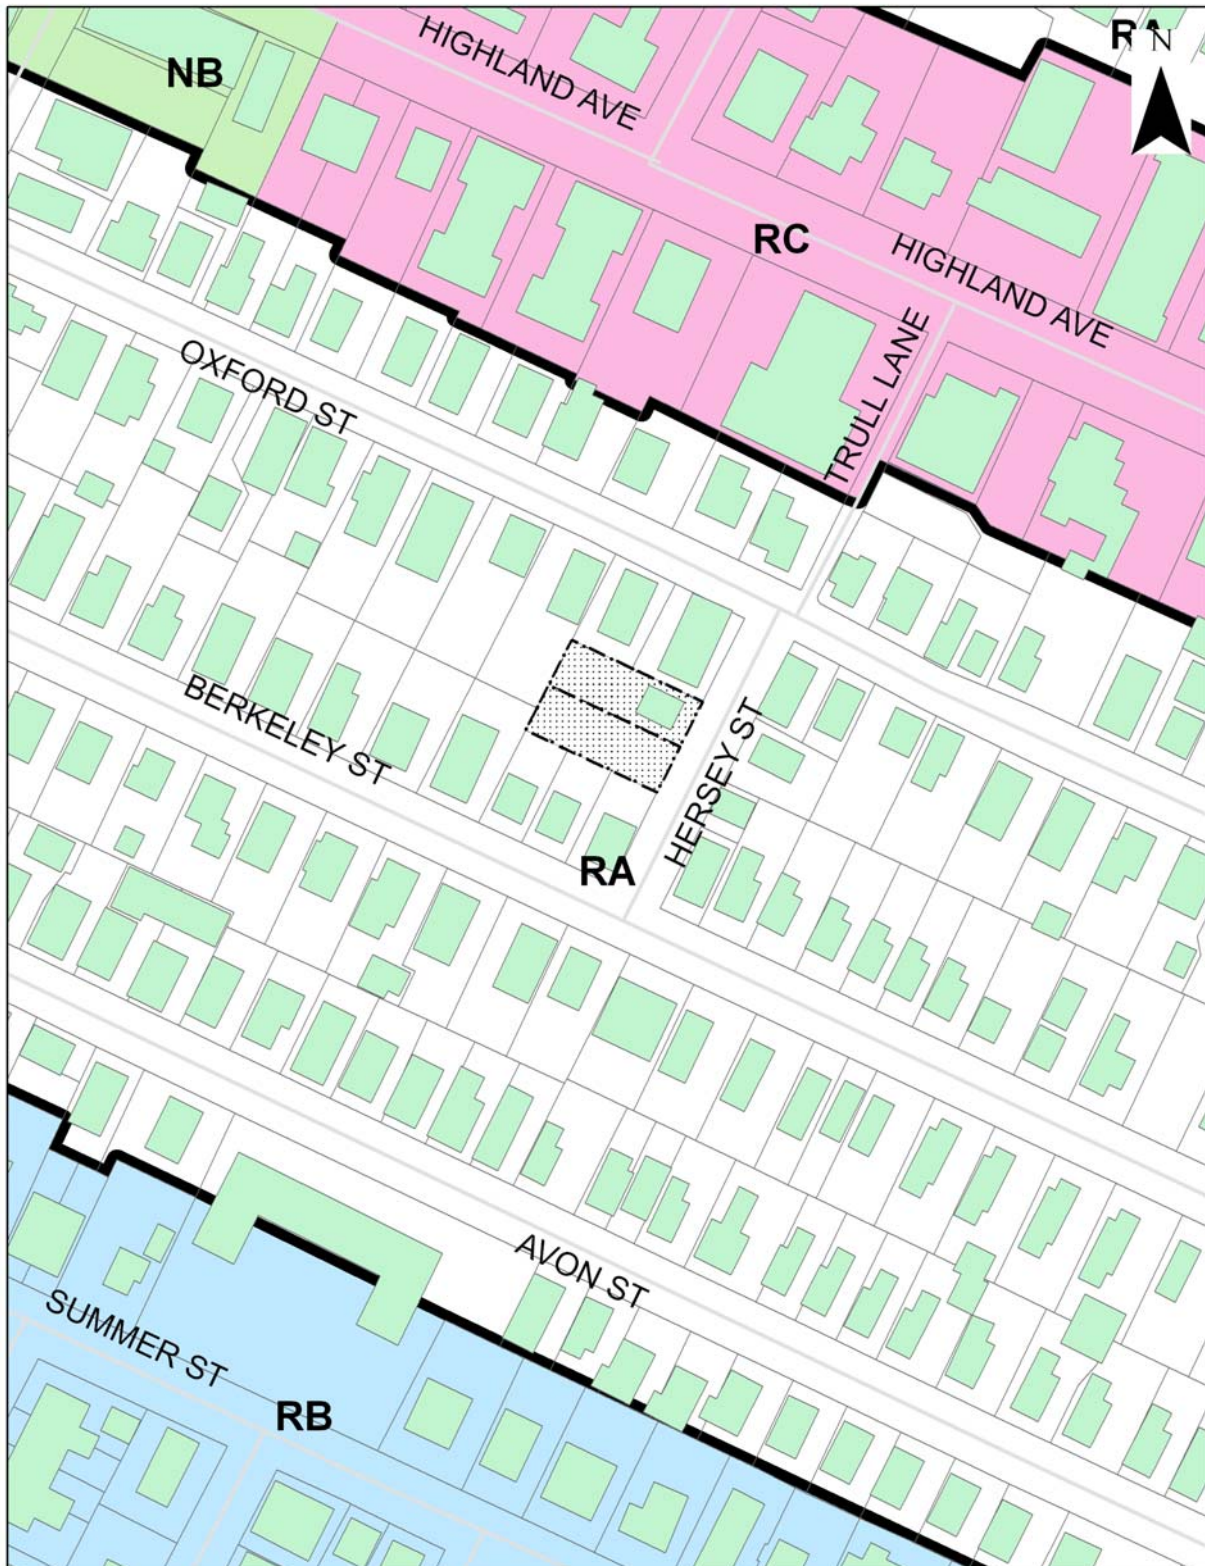 HIGHLAND AVE
RA
N
NB
RC
HIGHLAND AVE
TRULL LANE
OXFORD ST
BERKELEY ST
HERSEY ST
RA
AVON ST
SUMMER ST
RB